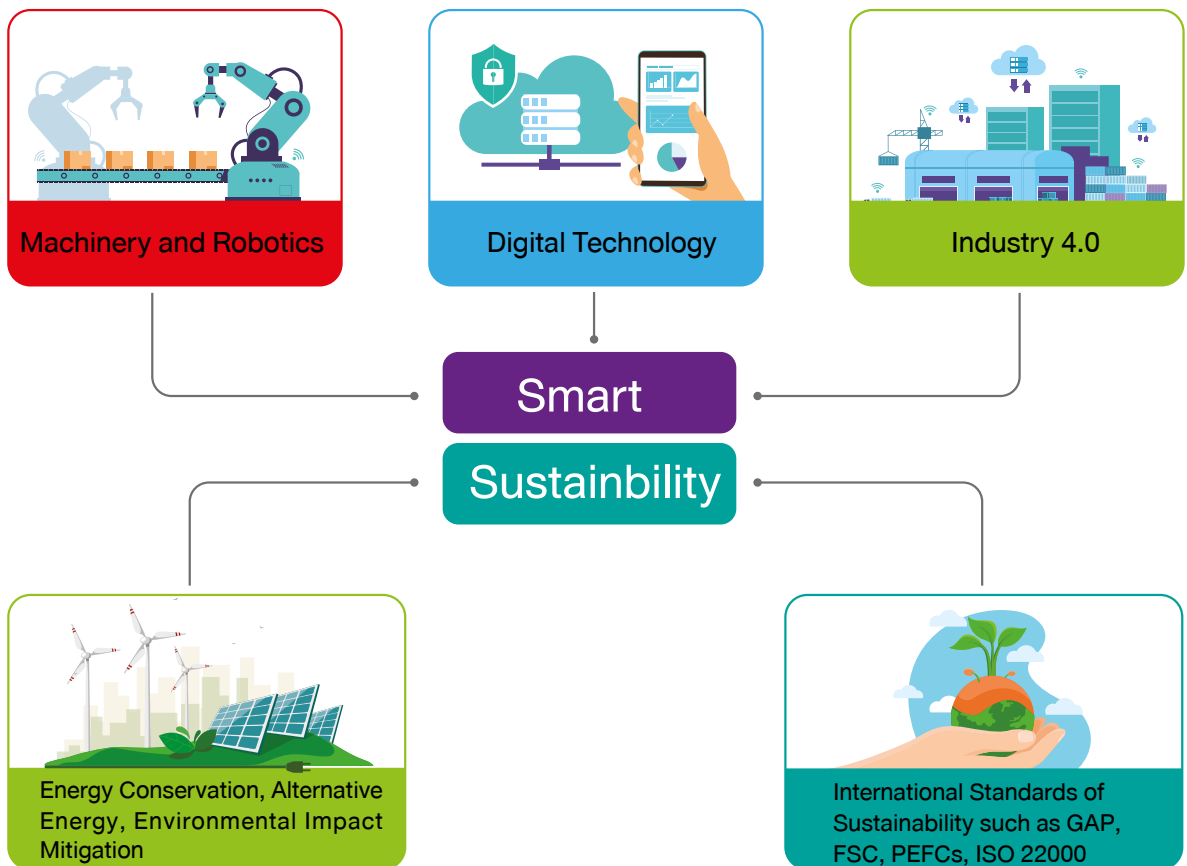 Machinery and Robotics
Digital Technology
Industry 4.0
Smart
Sustainbility
Energy Conservation, Alternative
Energy, Environmental Impact
Mitigation
International Standards of
Sustainability such as GAP,
FSC, PEFCs, ISO 22000